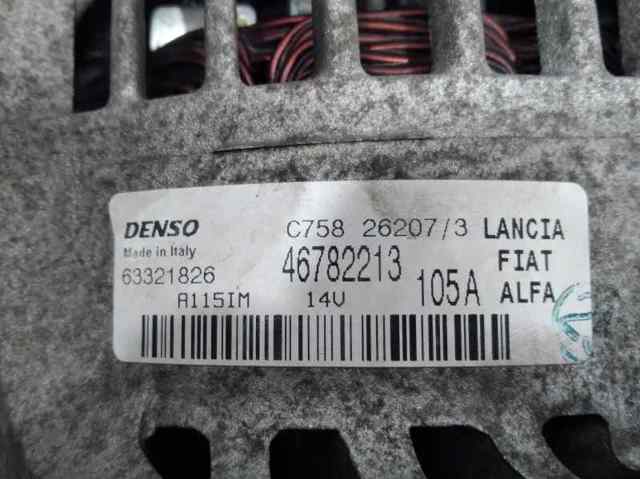 DENSO C758 26207/3 LANCIA
Made in Italy 46782213 FIAT
63321826 105A ALFA
A115IM 14V